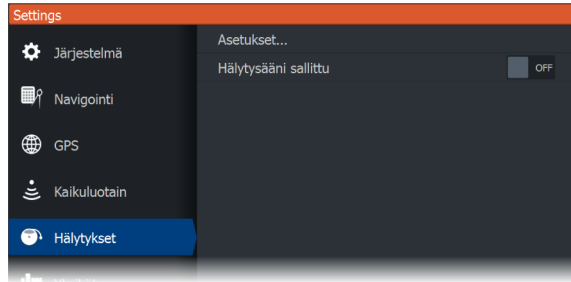 Settings
Järjestelmä
Navigointi
GPS
Kaikuluotain
Hälytykset
Asetukset...
Hälytysääni sallittu
OFF